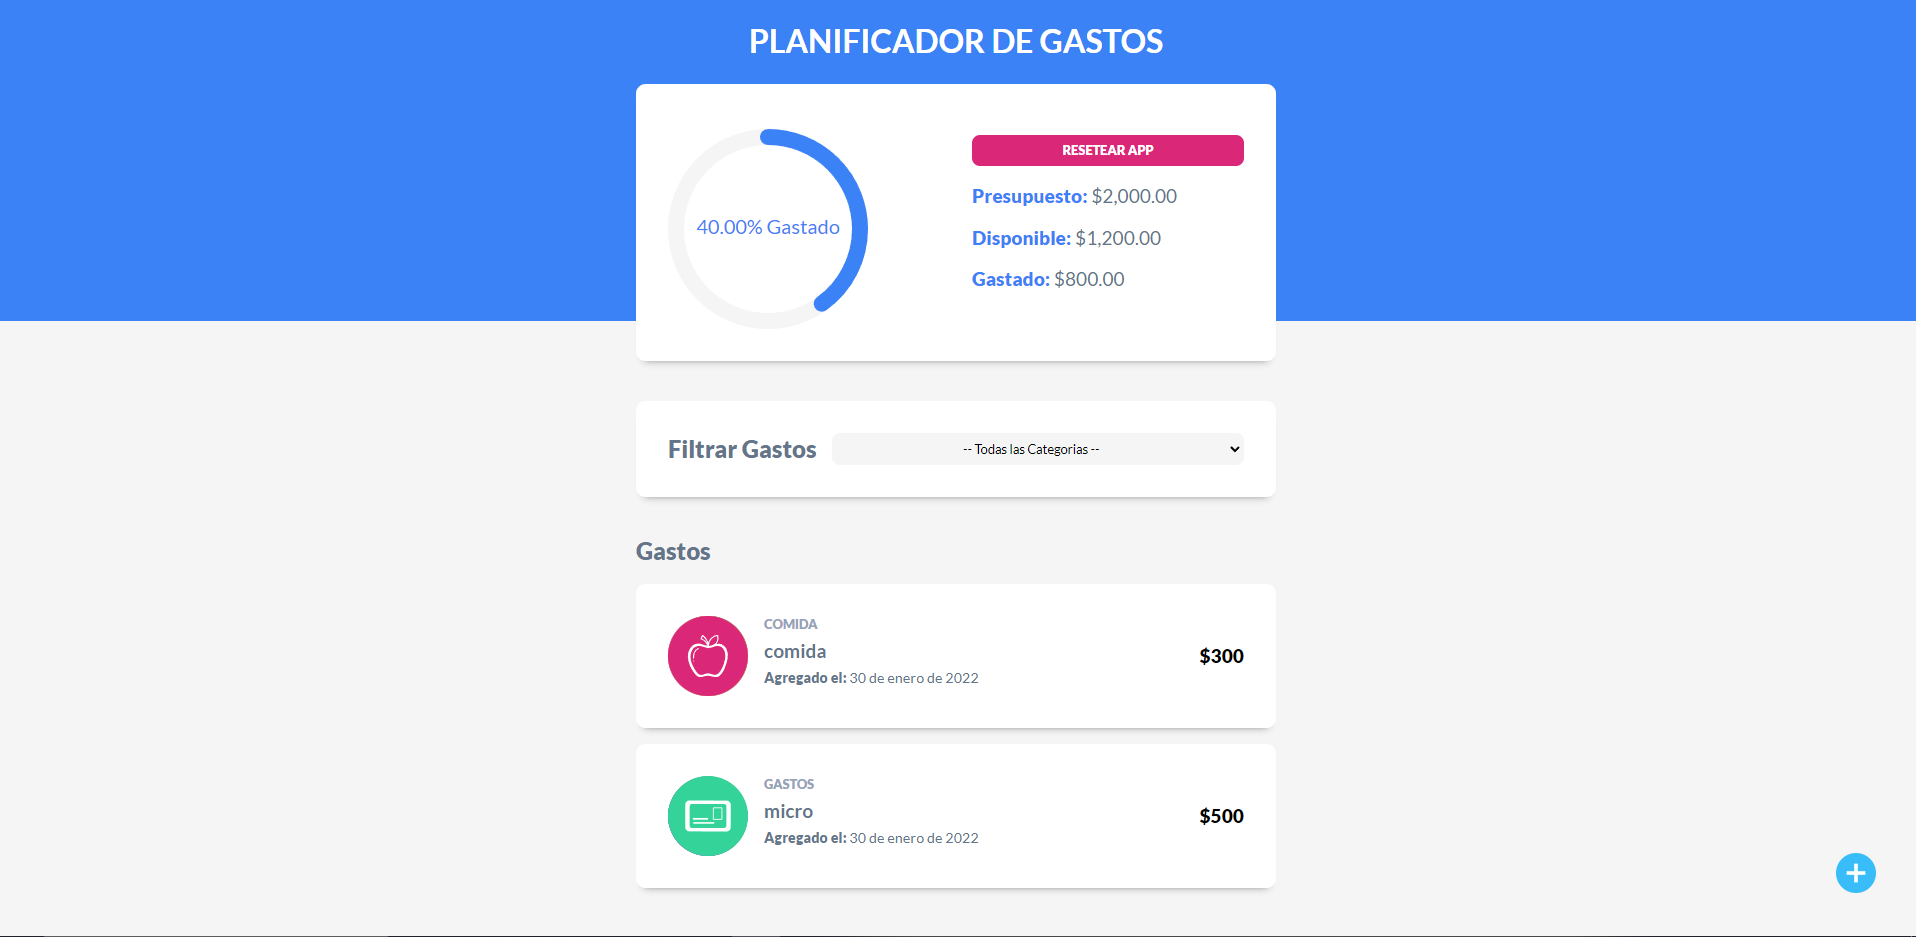 PLANIFICADOR DE GASTOS
40.00% Gastado
RESETEAR APP
Presupuesto: $2,000.00
Disponible: $1,200.00
Gastado: $800.00
Filtrar Gastos
-- Todas las Categorias --
Gastos
COMIDA
comida
Agregado el: 30 de enero de 2022
$300
GASTOS
micro
Agregado el: 30 de enero de 2022
$500